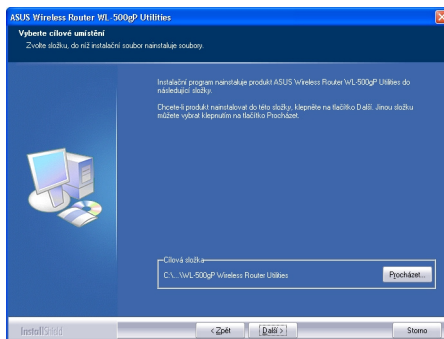 ASUS Wireless Router WL-500gP Utilities
Vyberte cílové umístění
Zvolte složku, do níž instalační soubor nainstaluje soubory.
Instalační program nainstaluje produkt ASUS Wireless Router WL-500gP Utilities do
následující složky.
Chcete-li produkt nainstalovat do této složky, klepněte na tlačítko Další. Jinou složku
můžete vybrat klepnutím na tlačítko Procházet.
Cílová složka
C:\...\WL-500gP Wireless Router Utilities
Procházet...
InstallShield
< Zpět
Další >
Storno